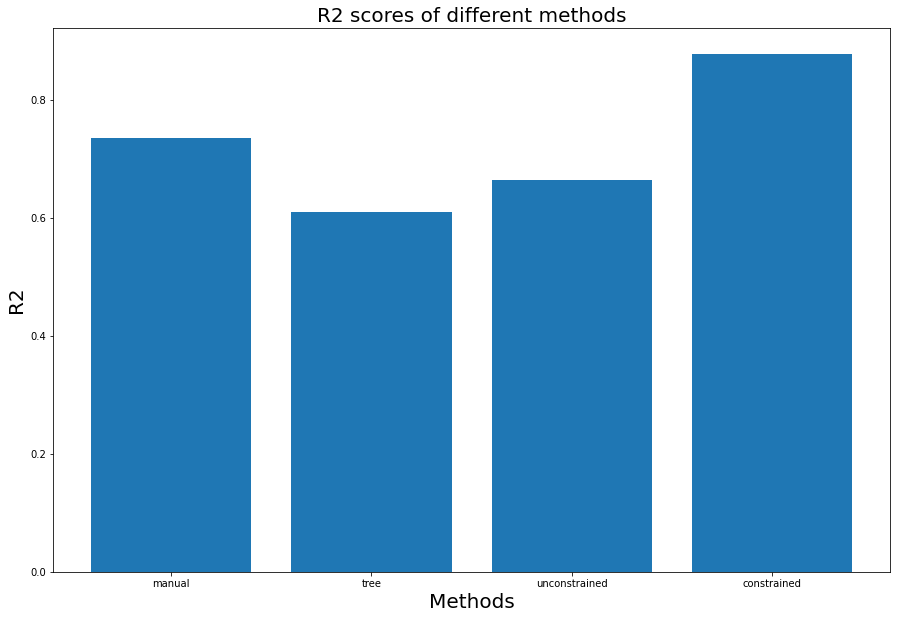 R2 scores of different methods
0.8
0.6
0.4
0.2
0.0
R2
manual tree unconstrained constrained
Methods